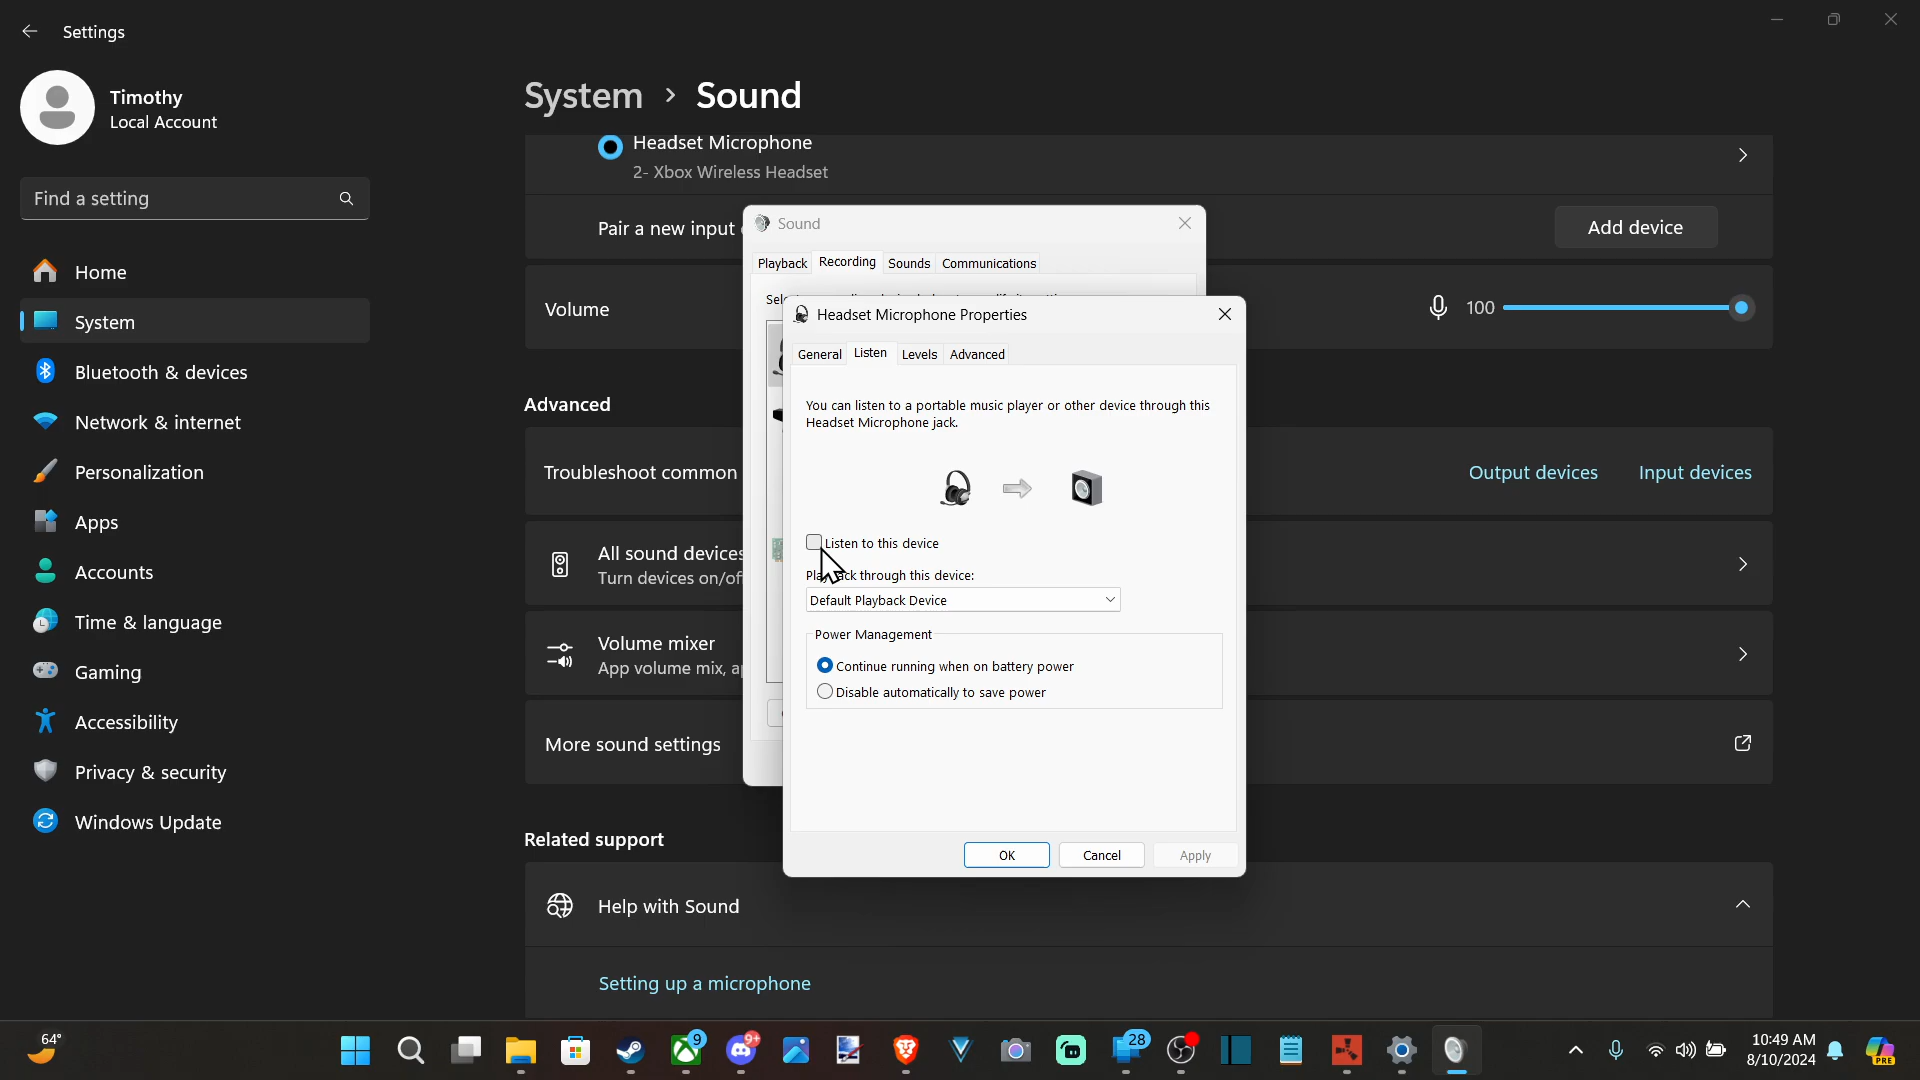 Settings
Timothy
Local Account
Find a setting
Home
System
Bluetooth & devices
Network & internet
Personalization
Apps
Accounts
Time & language
Gaming
Accessibility
Privacy & security
Windows Update
System > Sound
Headset Microphone
2- Xbox Wireless Headset
Pair a new input
Add device
Volume
100
Advanced
Troubleshoot common
Output devices
Input devices
All sound devices
Turn devices on/of
Volume mixer
App volume mix, a
More sound settings
Related support
Help with Sound
Setting up a microphone
Sound
Playback
Recording
Sounds
Communications
Headset Microphone Properties
General
Listen
Levels
Advanced
You can listen to a portable music player or other device through this
Headset Microphone jack.
Listen to this device
through this device:
Default Playback Device
Power Management
Continue running when on battery power
Disable automatically to save power
OK
Cancel
Apply
64°
9
9+
28
10:49 AM
8/10/2024
PRE